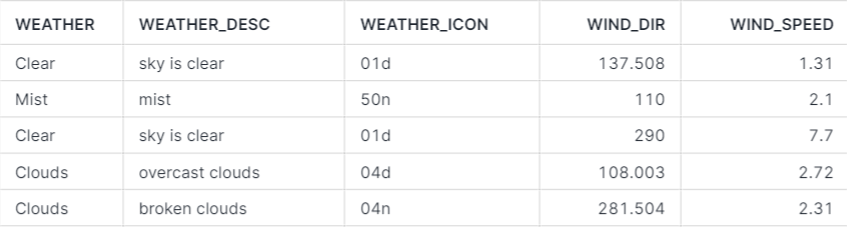 WEATHER WEATHER_DESC WEATHER_ICON WIND_DIR WIND_SPEED
Clear sky is clear 01d 137.508 1.31
Mist mist 50n 110 2.1
Clear sky is clear 01d 290 7.7
Clouds overcast clouds 04d 108.003 2.72
Clouds broken clouds 04n 281.504 2.31